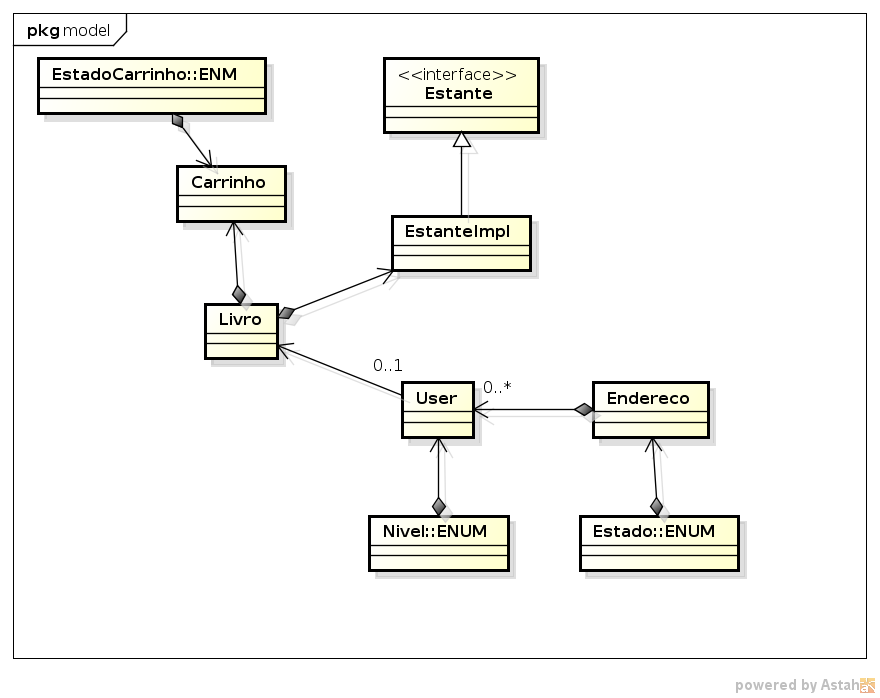 pkg model
EstadoCarrinho::ENM
<<interface>>
Estante
Carrinho
EstanteImpl
Livro
0..1
User
0..*
Endereco
Nivel::ENUM
Estado::ENUM
powered by Astah